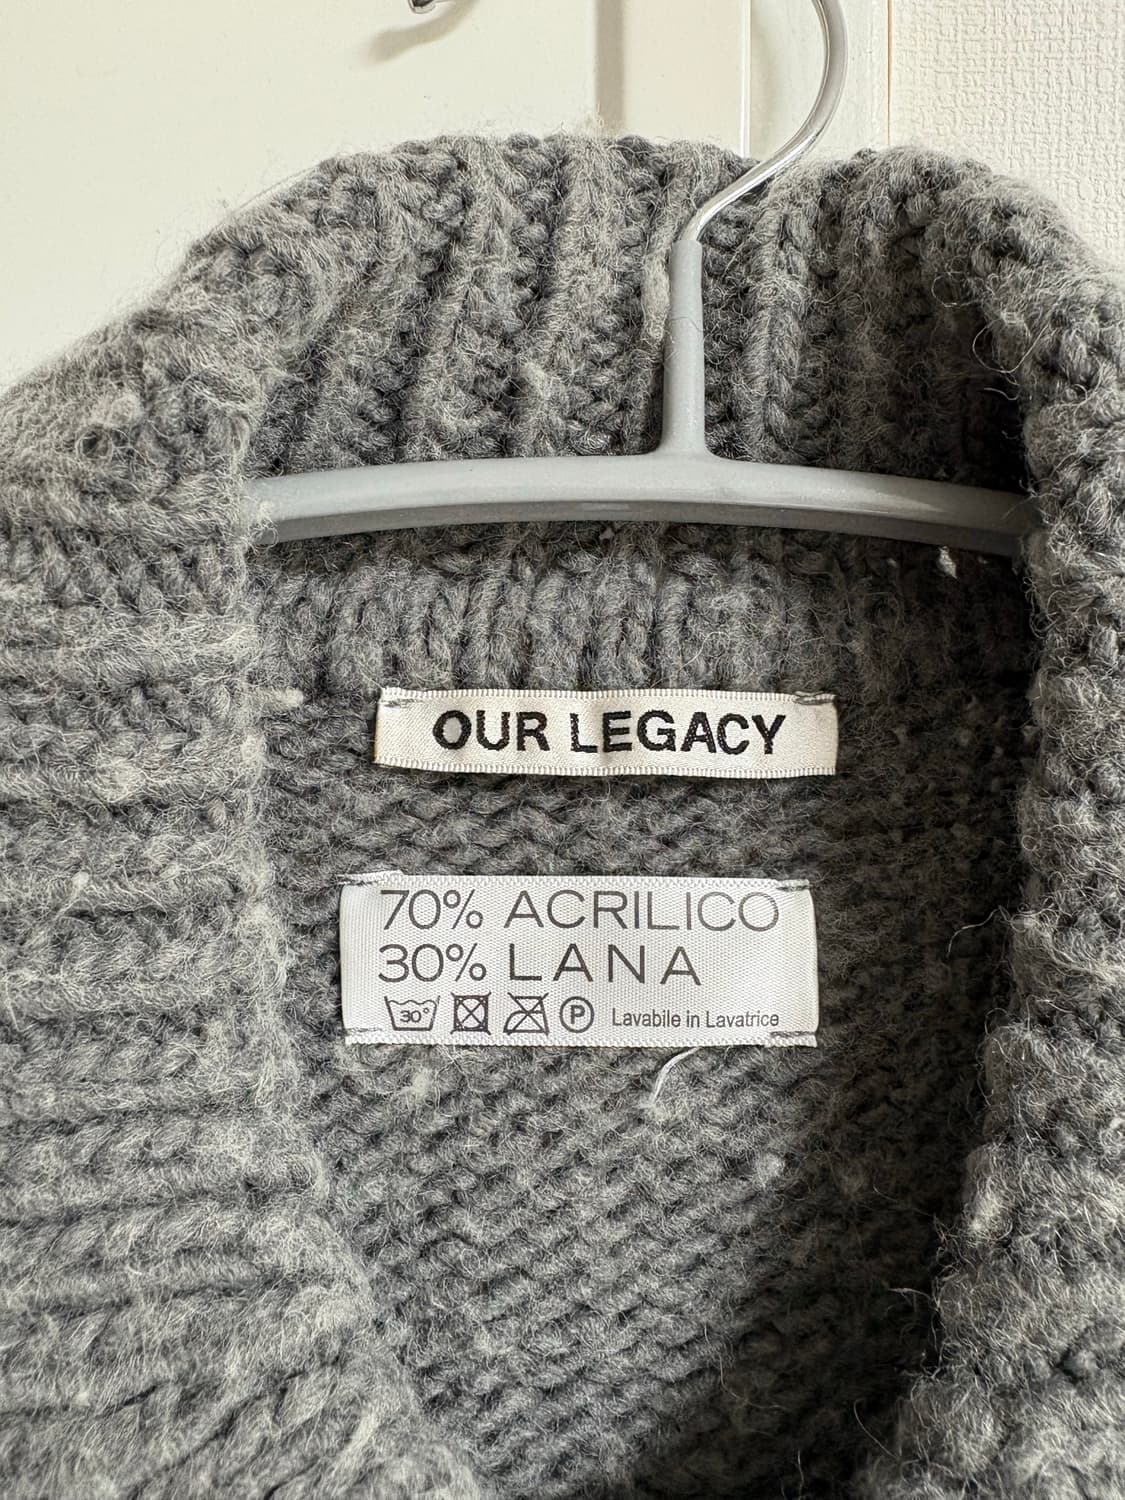 OUR LEGACY
70% ACRILICO
30% LANA
30° P Lavabile in Lavatrice